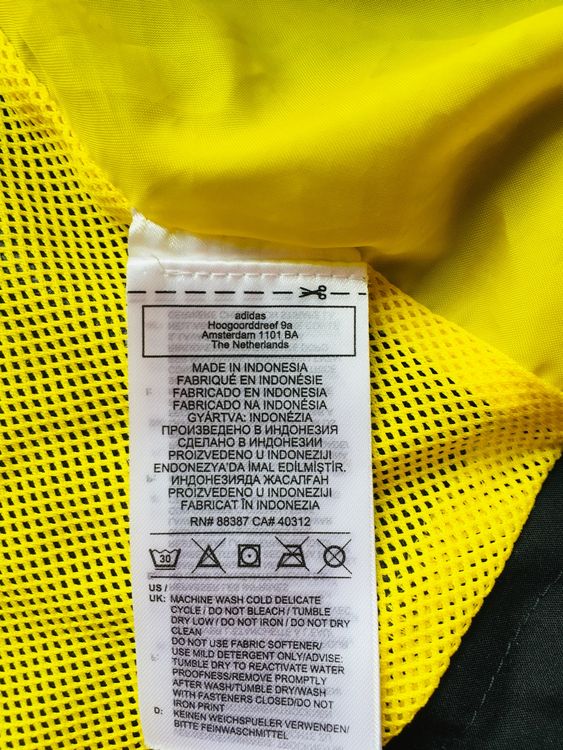 adidas
Hoogoorddreef 9a
Amsterdam 1101 BA
The Netherlands
MADE IN INDONESIA
FABRIQUÉ EN INDONÉSIE
FABRICADO EN INDONESIA
FABRICADO NA INDONÉSIA
GYÁRTVA: INDONÉZIA
ПРОИЗВЕДЕНО В ИНДОНЕЗИЯ
СДЕЛАНО В ИНДОНЕЗИИ
PROIZVEDENO U INDONEZIJI
ENDONEZYA'DA İMAL EDİLMİŞTİR.
ИНДОНЕЗИЯДА ЖАСАЛҒАН
PROIZVEDENO U INDONEZIJI
FABRICAT ÎN INDONEZIA
RN# 88387 CA# 40312
30
US /
UK: MACHINE WASH COLD DELICATE
CYCLE / DO NOT BLEACH / TUMBLE
DRY LOW / DO NOT IRON / DO NOT DRY
CLEAN
DO NOT USE FABRIC SOFTENER/
USE MILD DETERGENT ONLY/ADVISE:
TUMBLE DRY TO REACTIVATE WATER
PROOFNESS/REMOVE PROMPTLY
AFTER WASH/TUMBLE DRY/WASH
WITH FASTENERS CLOSED/DO NOT
IRON PRINT
D: KEINEN WEICHSPUELER VERWENDEN/
BITTE FEINWASCHMITTEL